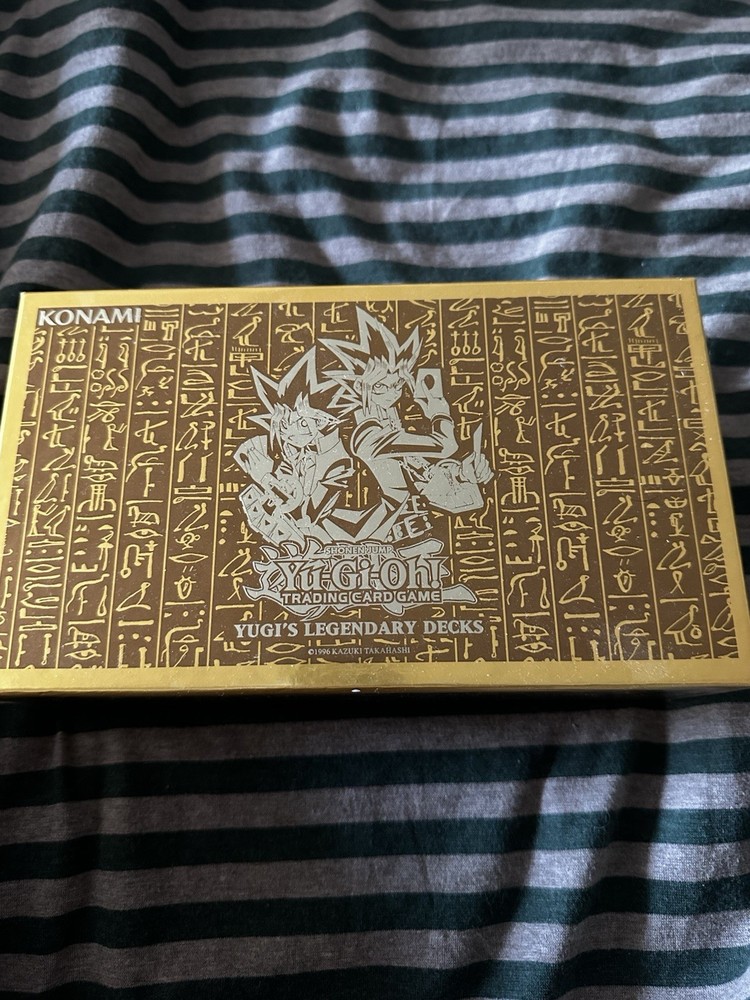 KONAMI
SHONEN JUMP
Yu-Gi-Oh!
TRADING CARD GAME
YUGI'S LEGENDARY DECKS
©1996 KAZUKI TAKAHASHI